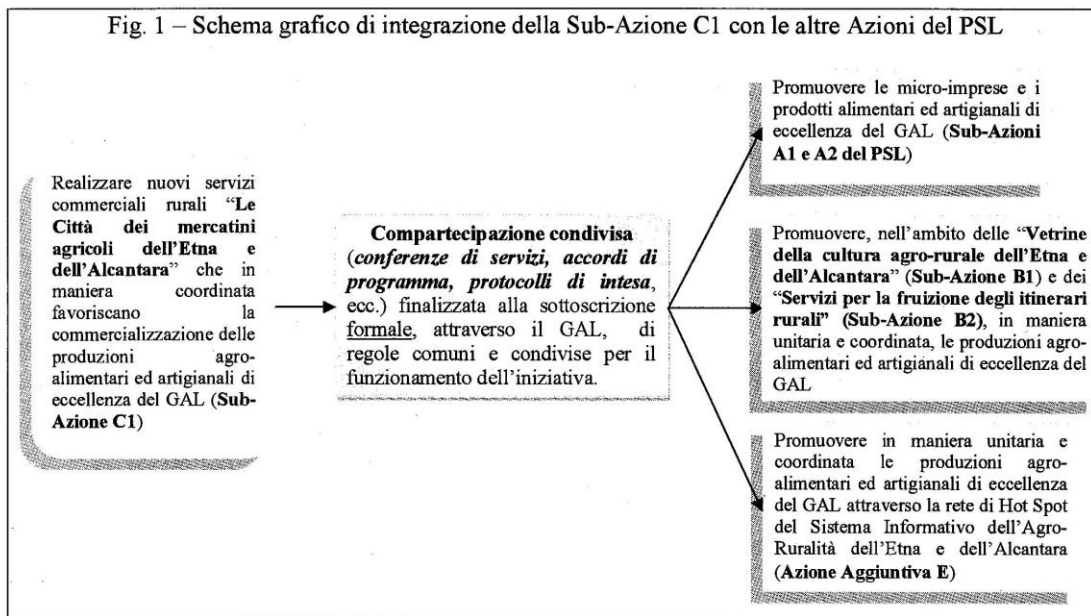 Fig. 1 – Schema grafico di integrazione della Sub-Azione C1 con le altre Azioni del PSL
Realizzare nuovi servizi
commerciali rurali “Le
Città dei mercatini
agricoli dell’Etna e
dell’Alcantara” che in
maniera coordinata
favoriscano la
commercializzazione delle
produzioni agro-
alimentari ed artigianali di
eccellenza del GAL (Sub-
Azione C1)
Compartecipazione condivisa
(conferenze di servizi, accordi di
programma, protocolli di intesa,
ecc.) finalizzata alla sottoscrizione
formale, attraverso il GAL, di
regole comuni e condivise per il
funzionamento dell’iniziativa.
Promuovere le micro-imprese e i
prodotti alimentari ed artigianali di
eccellenza del GAL (Sub-Azioni
A1 e A2 del PSL)
Promuovere, nell’ambito delle “Vetrine
della cultura agro-rurale dell’Etna e
dell’Alcantara” (Sub-Azione B1) e dei
“Servizi per la fruizione degli itinerari
rurali” (Sub-Azione B2), in maniera
unitaria e coordinata, le produzioni agro-
alimentari ed artigianali di eccellenza del
GAL
Promuovere in maniera unitaria e
coordinata le produzioni agro-
alimentari ed artigianali di eccellenza
del GAL attraverso la rete di Hot Spot
del Sistema Informativo dell’Agro-
Ruralità dell’Etna e dell’Alcantara
(Azione Aggiuntiva E)